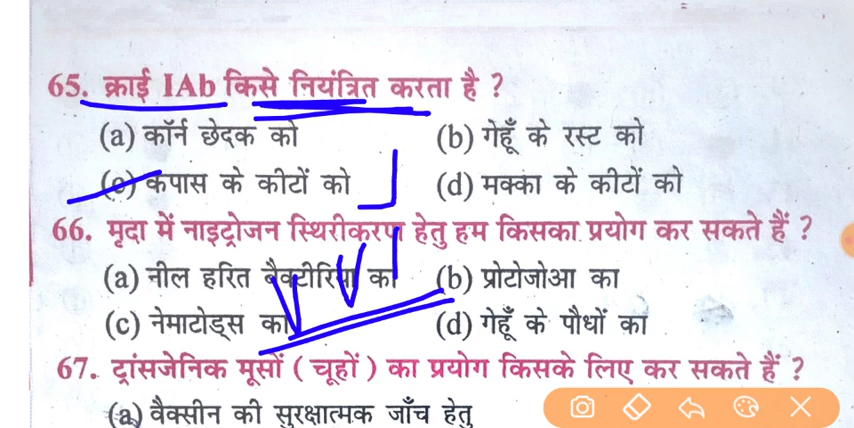 65. क्राई IAb किसे नियंत्रित करता है ?
(a) कॉर्न छेदक को (b) गेहूँ के रस्ट को
(c) कपास के कीटों को (d) मक्का के कीटों को
66. मृदा में नाइट्रोजन स्थिरीकरण हेतु हम किसका प्रयोग कर सकते हैं ?
(a) नील हरित बैक्टीरिया का (b) प्रोटोजोआ का
(c) नेमाटोड्स का (d) गेहूँ के पौधों का
67. ट्रांसजेनिक मूसों ( चूहों ) का प्रयोग किसके लिए कर सकते हैं ?
(a) वैक्सीन की सुरक्षात्मक जाँच हेतु